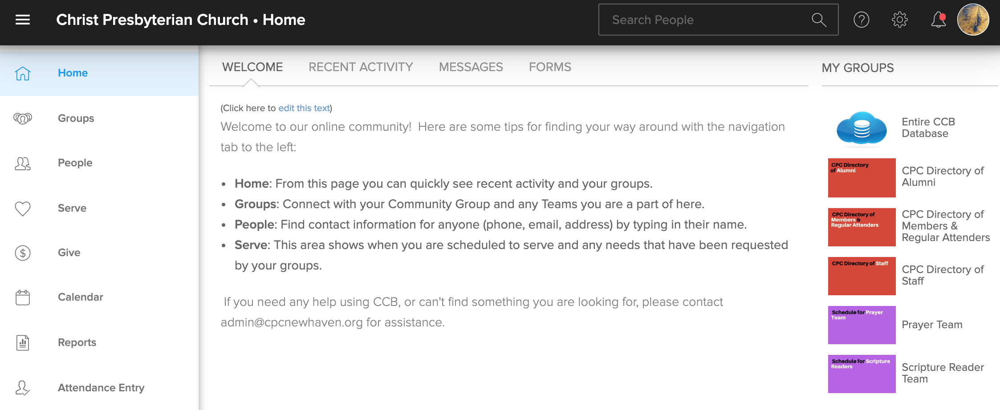 Christ Presbyterian Church • Home
Search People
Home
Groups
People
Serve
Give
Calendar
Reports
Attendance Entry
WELCOME
RECENT ACTIVITY
MESSAGES
FORMS
(Click here to edit this text)
Welcome to our online community!  Here are some tips for finding your way around with the navigation
tab to the left:
• Home: From this page you can quickly see recent activity and your groups.
• Groups: Connect with your Community Group and any Teams you are a part of here.
• People: Find contact information for anyone (phone, email, address) by typing in their name.
• Serve: This area shows when you are scheduled to serve and any needs that have been requested
by your groups.
If you need any help using CCB, or can't find something you are looking for, please contact
admin@cpcnewhaven.org for assistance.
MY GROUPS
Entire CCB
Database
CPC Directory
of Alumni
CPC Directory of
Alumni
CPC Directory of
Members &
Regular Attenders
CPC Directory of
Members &
Regular Attenders
CPC Directory of Staff
CPC Directory of
Staff
Schedule for Prayer
Team
Prayer Team
Schedule for Scripture
Readers
Scripture Reader
Team